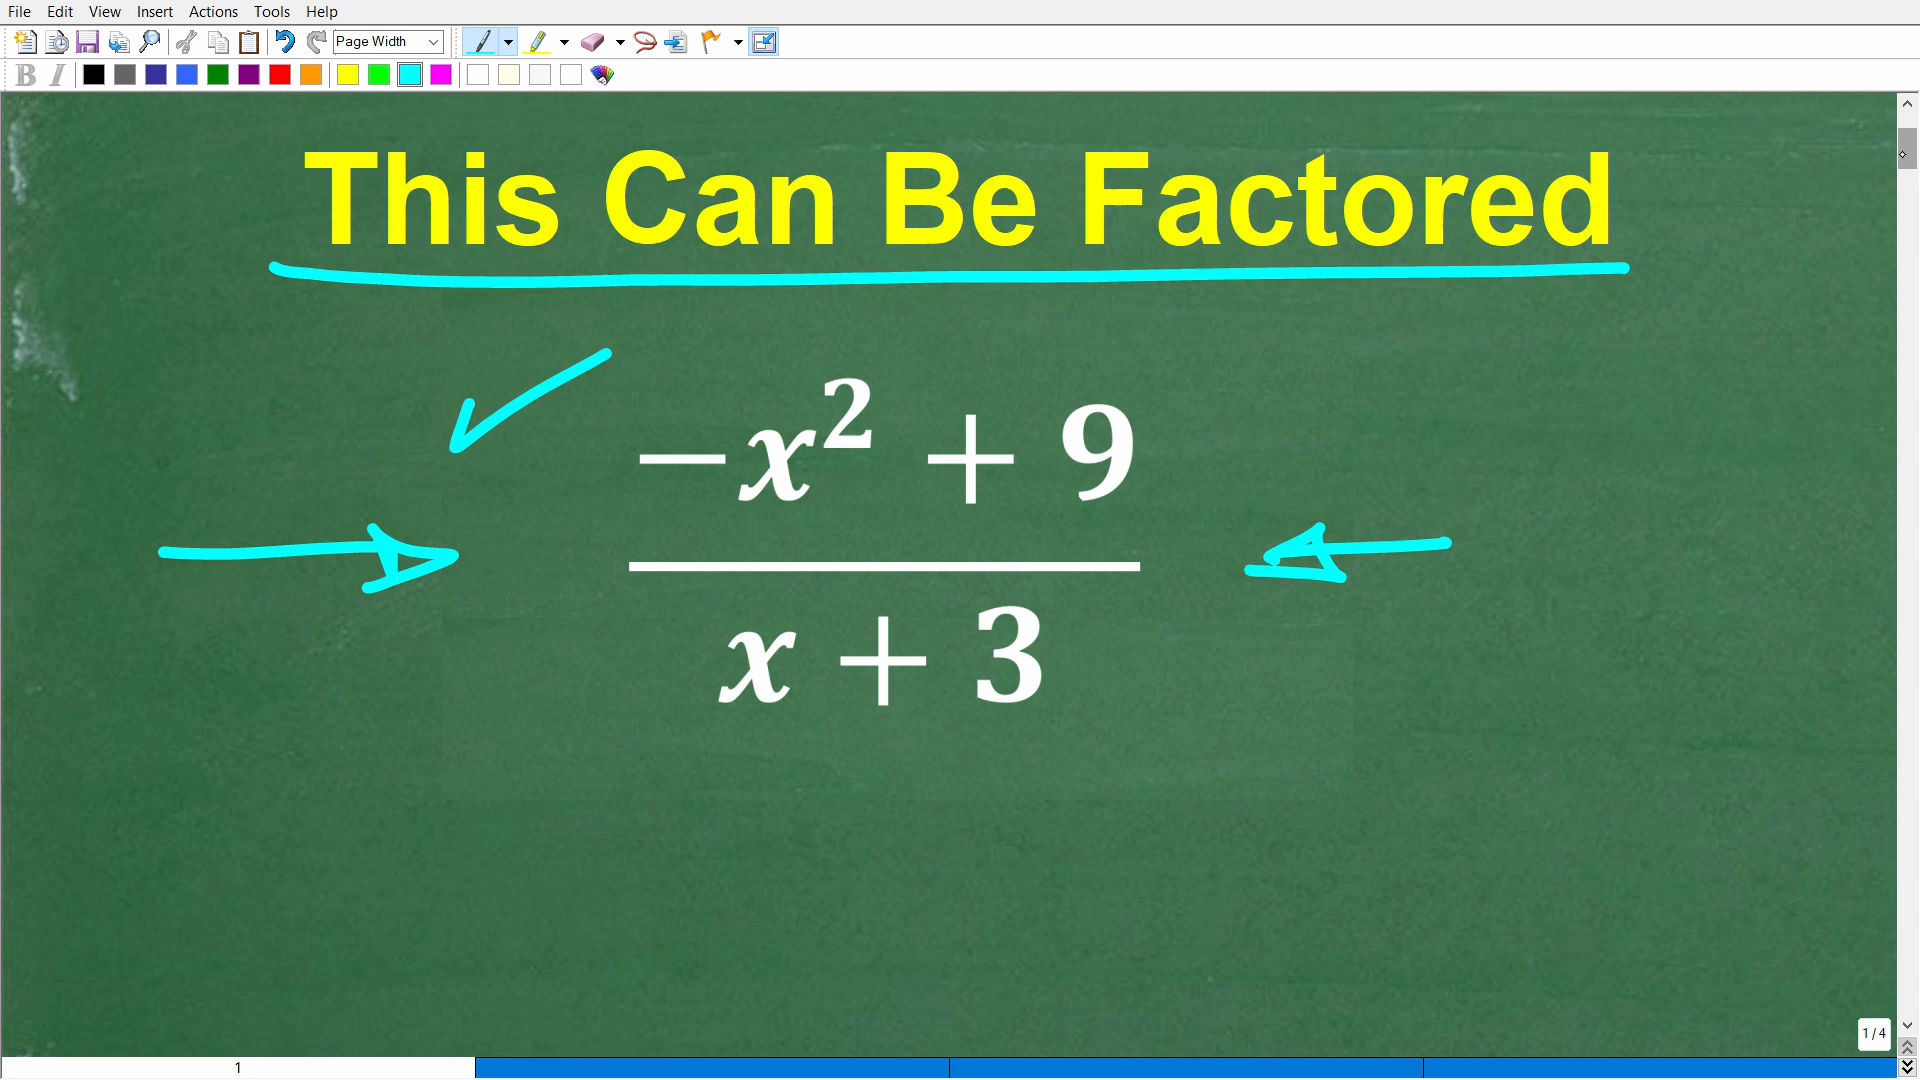 File Edit View Insert Actions Tools Help
Page Width
B I
This Can Be Factored
−x² + 9
x + 3
1 / 4
1